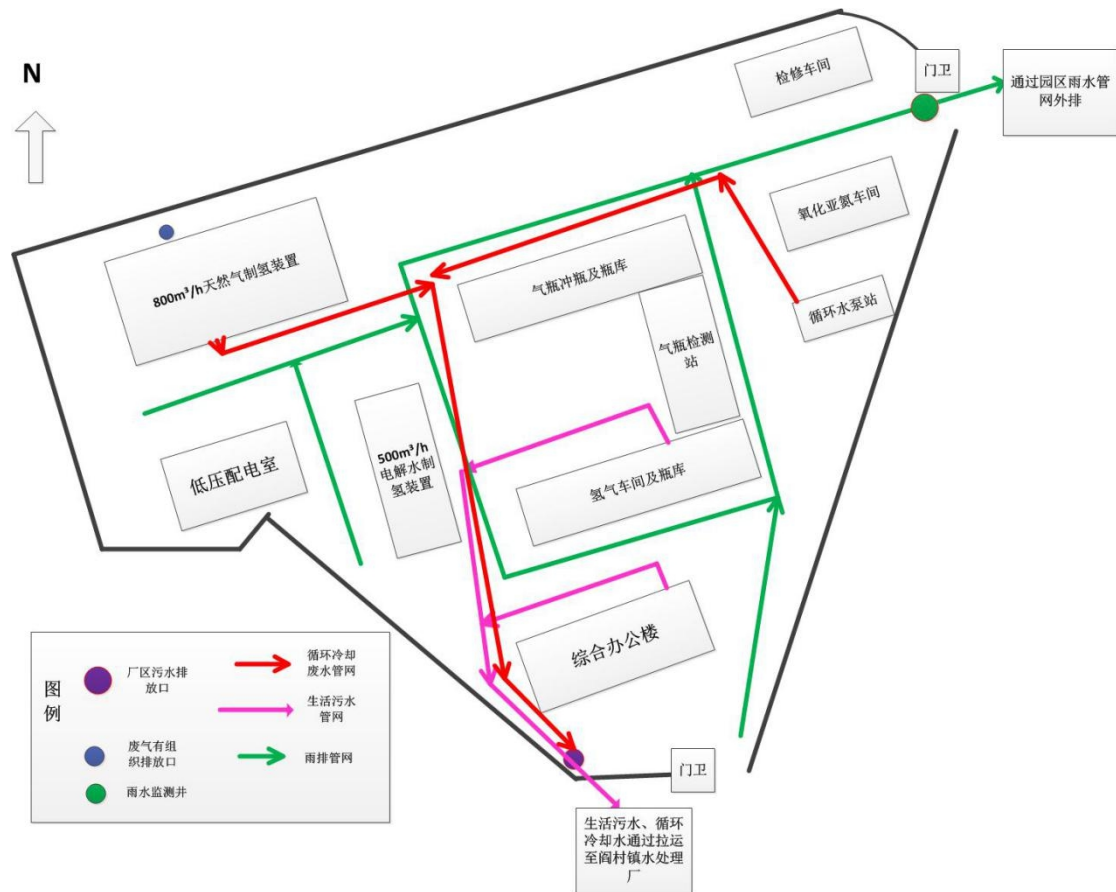 N
检修车间
门卫
通过园区雨水管
网外排
氧化亚氮车间
800m³/h天然气制氢装置
气瓶冲瓶及瓶库
循环水泵站
气瓶检测
站
500m³/h
电解水制
氢装置
低压配电室
氢气车间及瓶库
综合办公楼
图
例
厂区污水排
放口
循环冷却
废水管网
生活污水
管网
废气有组
织排放口
雨排管网
雨水监测井
门卫
生活污水、循环
冷却水通过拉运
至阎村镇水处理
厂